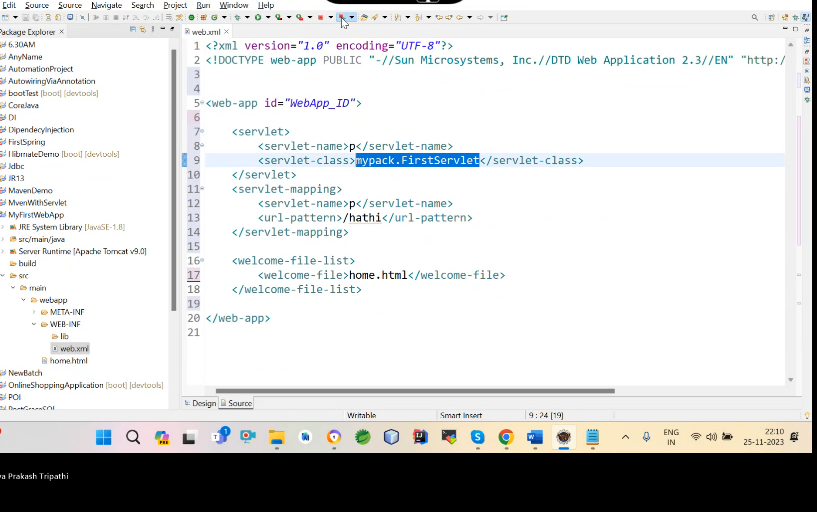 Edit Source Source Navigate Search Project Run Window Help
Package Explorer
web.xml
6.30AM
AnyName
AutomationProject
AutowiringViaAnnotation
bootTest [boot] [devtools]
CoreJava
DI
DipendecyInjection
FirstSpring
HibrnateDemo [boot] [devtools]
Jdbc
JR13
MavenDemo
MvenWithServlet
MyFirstWebApp
JRE System Library [JavaSE-1.8]
src/main/java
Server Runtime [Apache Tomcat v9.0]
build
src
main
webapp
META-INF
WEB-INF
lib
web.xml
home.html
NewBatch
OnlineShoppingApplication [boot] [devtools]
POI
1 <?xml version="1.0" encoding="UTF-8"?>
2 <!DOCTYPE web-app PUBLIC "-//Sun Microsystems, Inc.//DTD Web Application 2.3//EN" "http:/
3
4
5 <web-app id="WebApp_ID">
6
7 <servlet>
8 <servlet-name>p</servlet-name>
9 <servlet-class>mypack.FirstServlet</servlet-class>
10 </servlet>
11 <servlet-mapping>
12 <servlet-name>p</servlet-name>
13 <url-pattern>/hathi</url-pattern>
14 </servlet-mapping>
15
16 <welcome-file-list>
17 <welcome-file>home.html</welcome-file>
18 </welcome-file-list>
19
20 </web-app>
21
Design Source
Writable Smart Insert 9 : 24 [19]
ENG
IN
22:10
25-11-2023
ya Prakash Tripathi